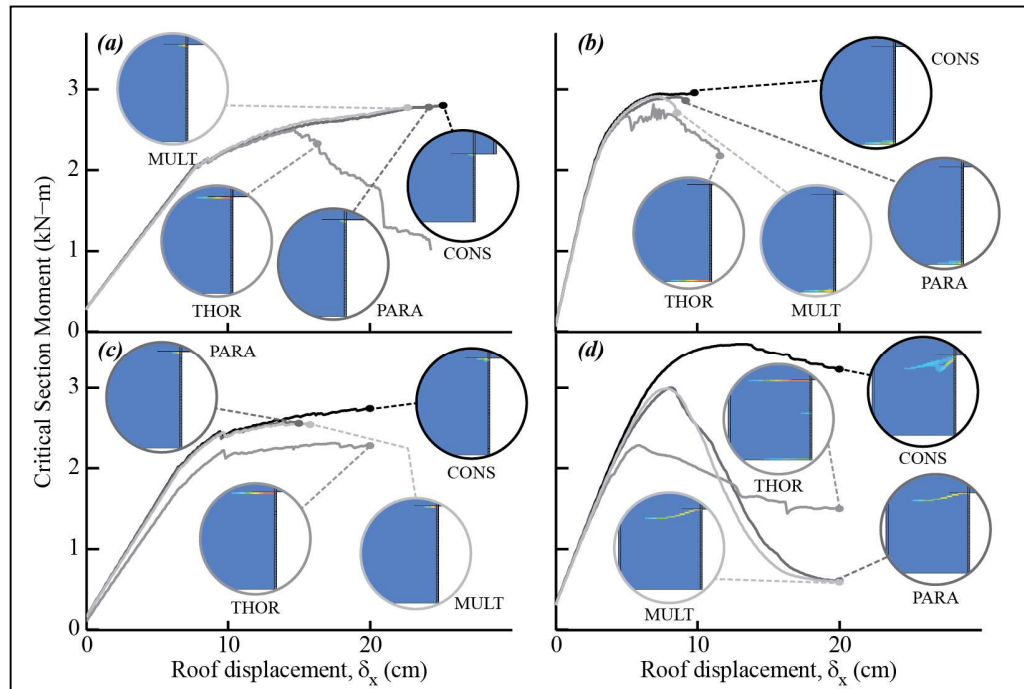 (a)
MULT
THOR
PARA
CONS
(b)
CONS
THOR
MULT
PARA
(c)
PARA
CONS
THOR
MULT
(d)
THOR
CONS
MULT
PARA
Critical Section Moment (kN−m)
3
2
1
0
3
2
1
0
0 10 20
Roof displacement, δx (cm)
0 10 20
Roof displacement, δx (cm)